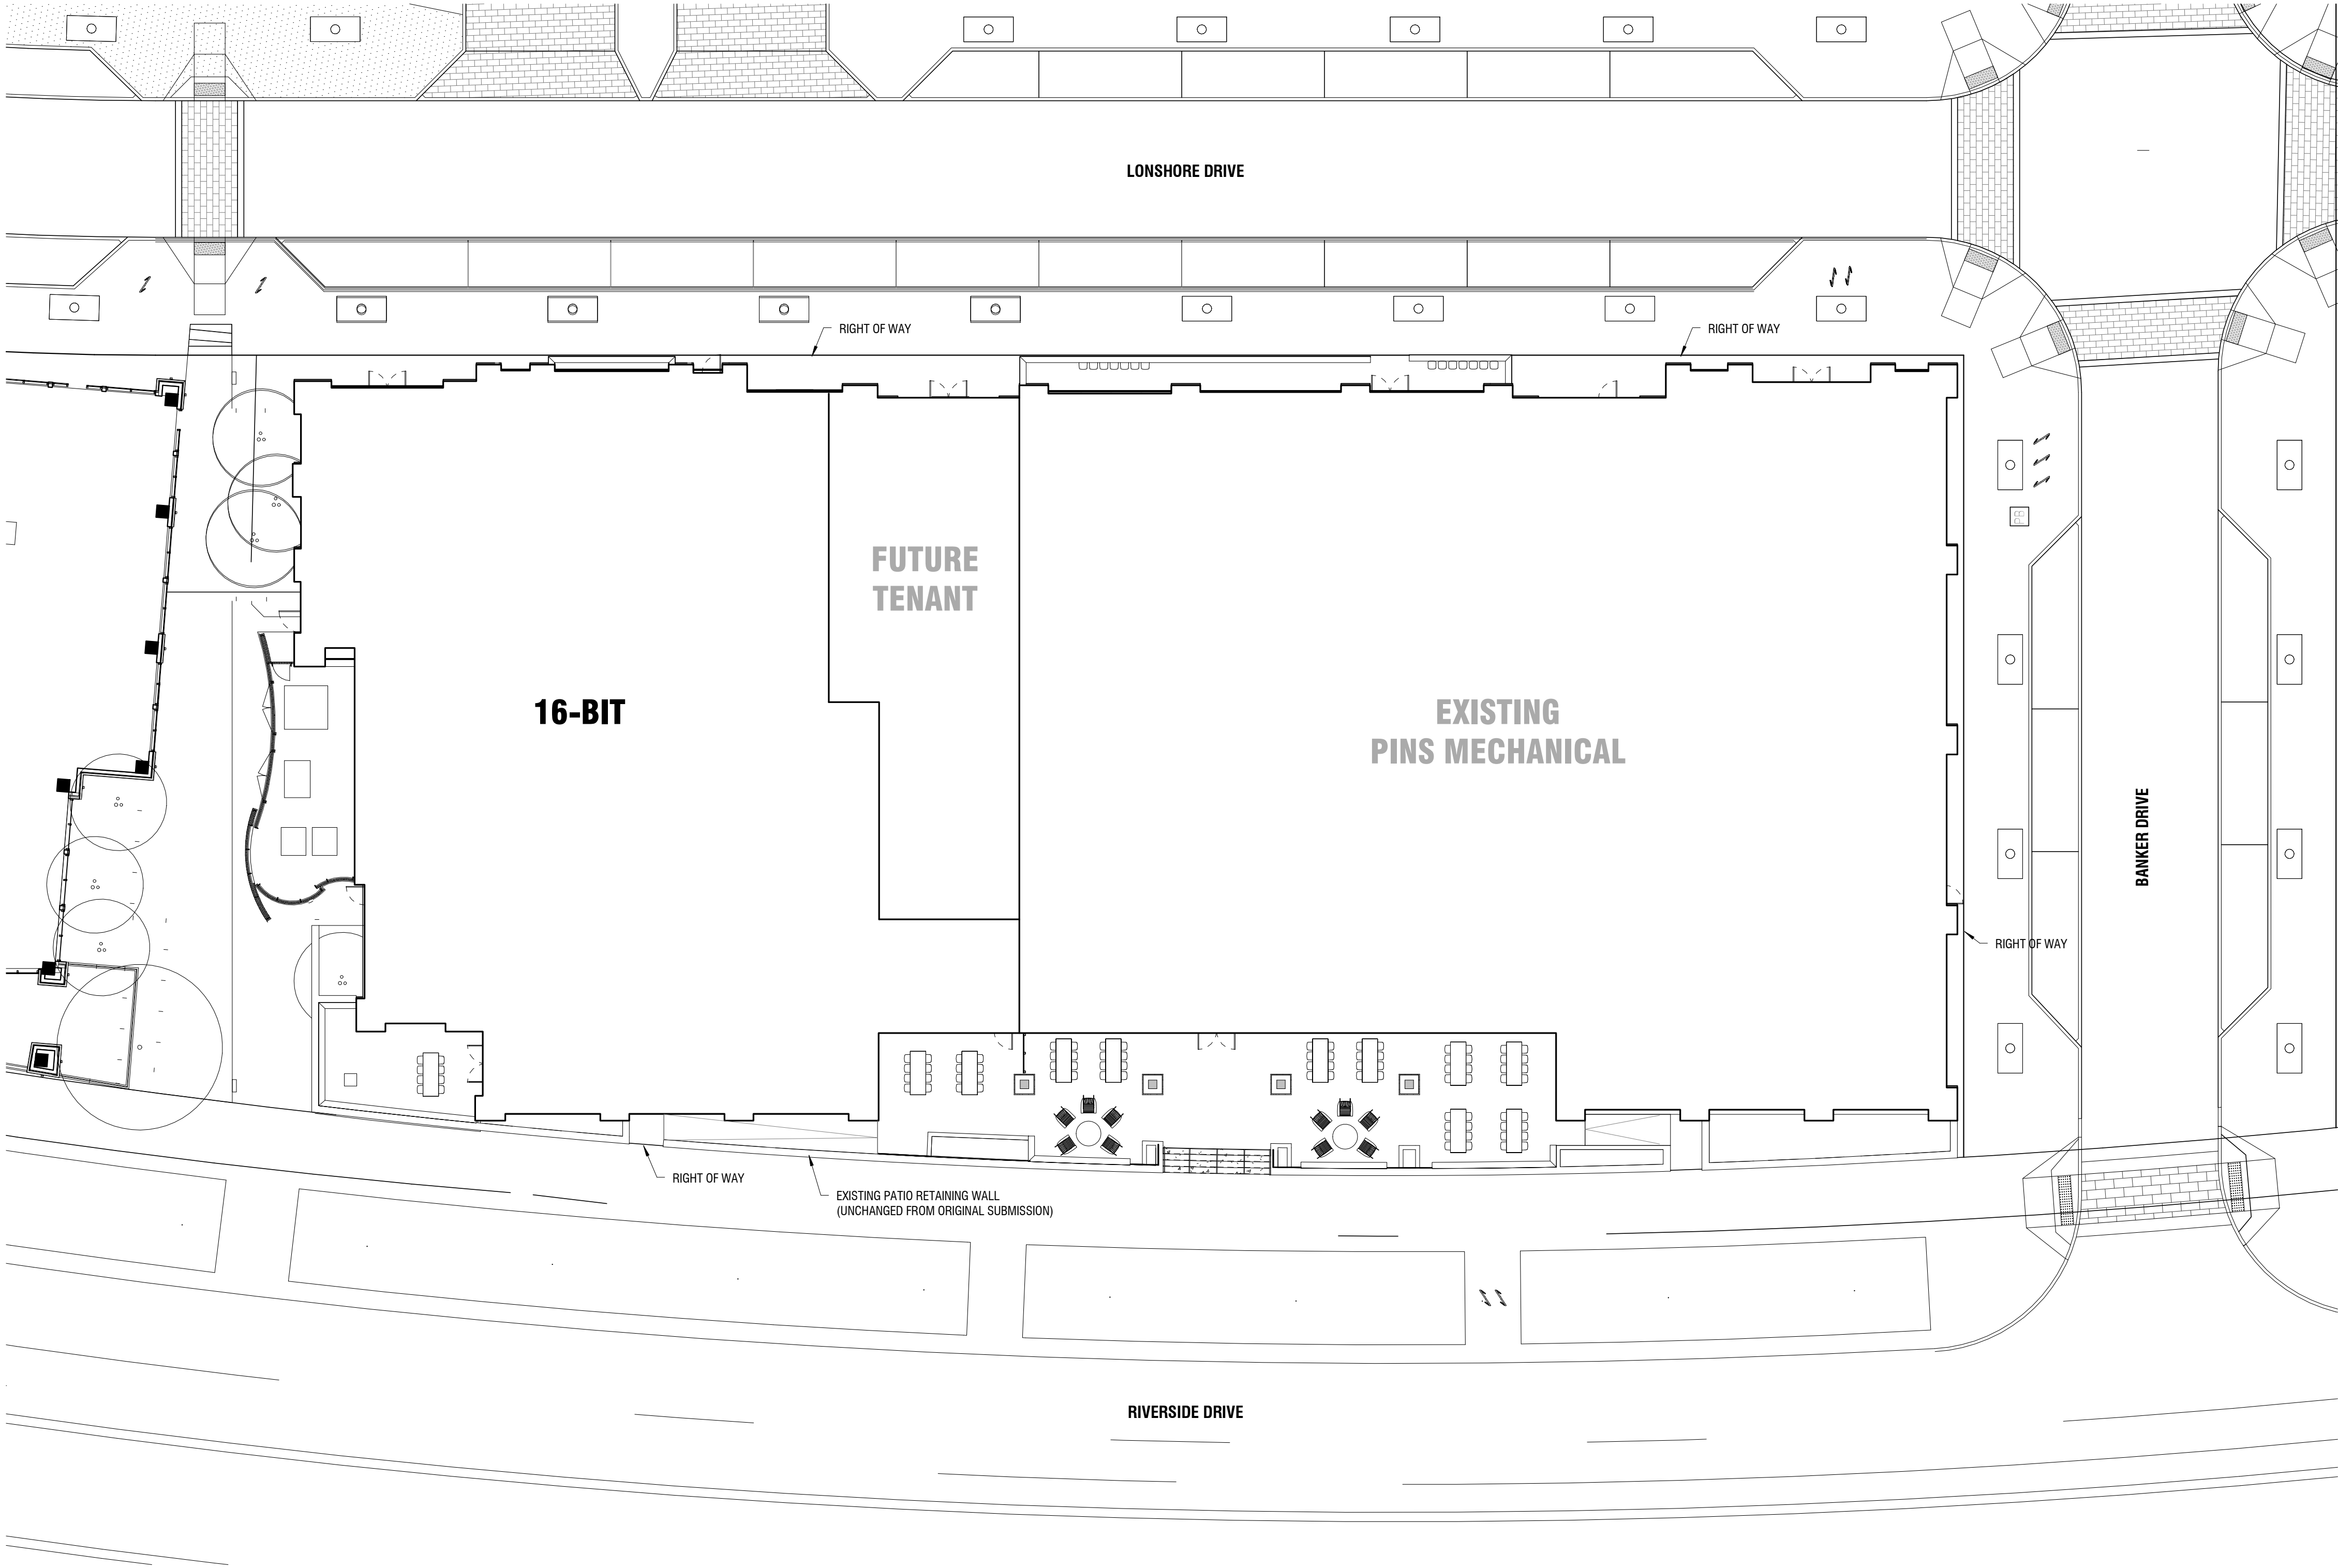 LONSHORE DRIVE
RIGHT OF WAY
RIGHT OF WAY
FUTURE
TENANT
16-BIT
EXISTING
PINS MECHANICAL
BANKER DRIVE
RIGHT OF WAY
RIGHT OF WAY
EXISTING PATIO RETAINING WALL
(UNCHANGED FROM ORIGINAL SUBMISSION)
RIVERSIDE DRIVE